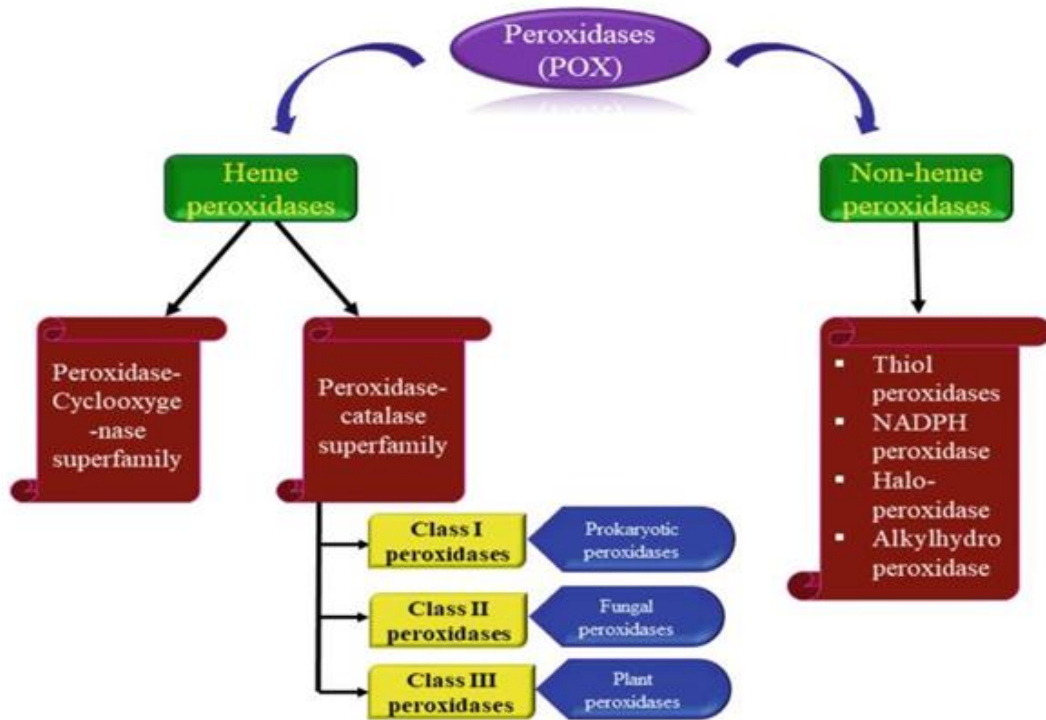 Peroxidases
(POX)
Heme
peroxidases
Non-heme
peroxidases
Peroxidase-
Cyclooxyge
-nase
superfamily
Peroxidase-
catalase
superfamily
▪ Thiol
peroxidases
▪ NADPH
peroxidase
▪ Halo-
peroxidase
▪ Alkylhydro
peroxidase
Class I
peroxidases
Prokaryotic
peroxidases
Class II
peroxidases
Fungal
peroxidases
Class III
peroxidases
Plant
peroxidases